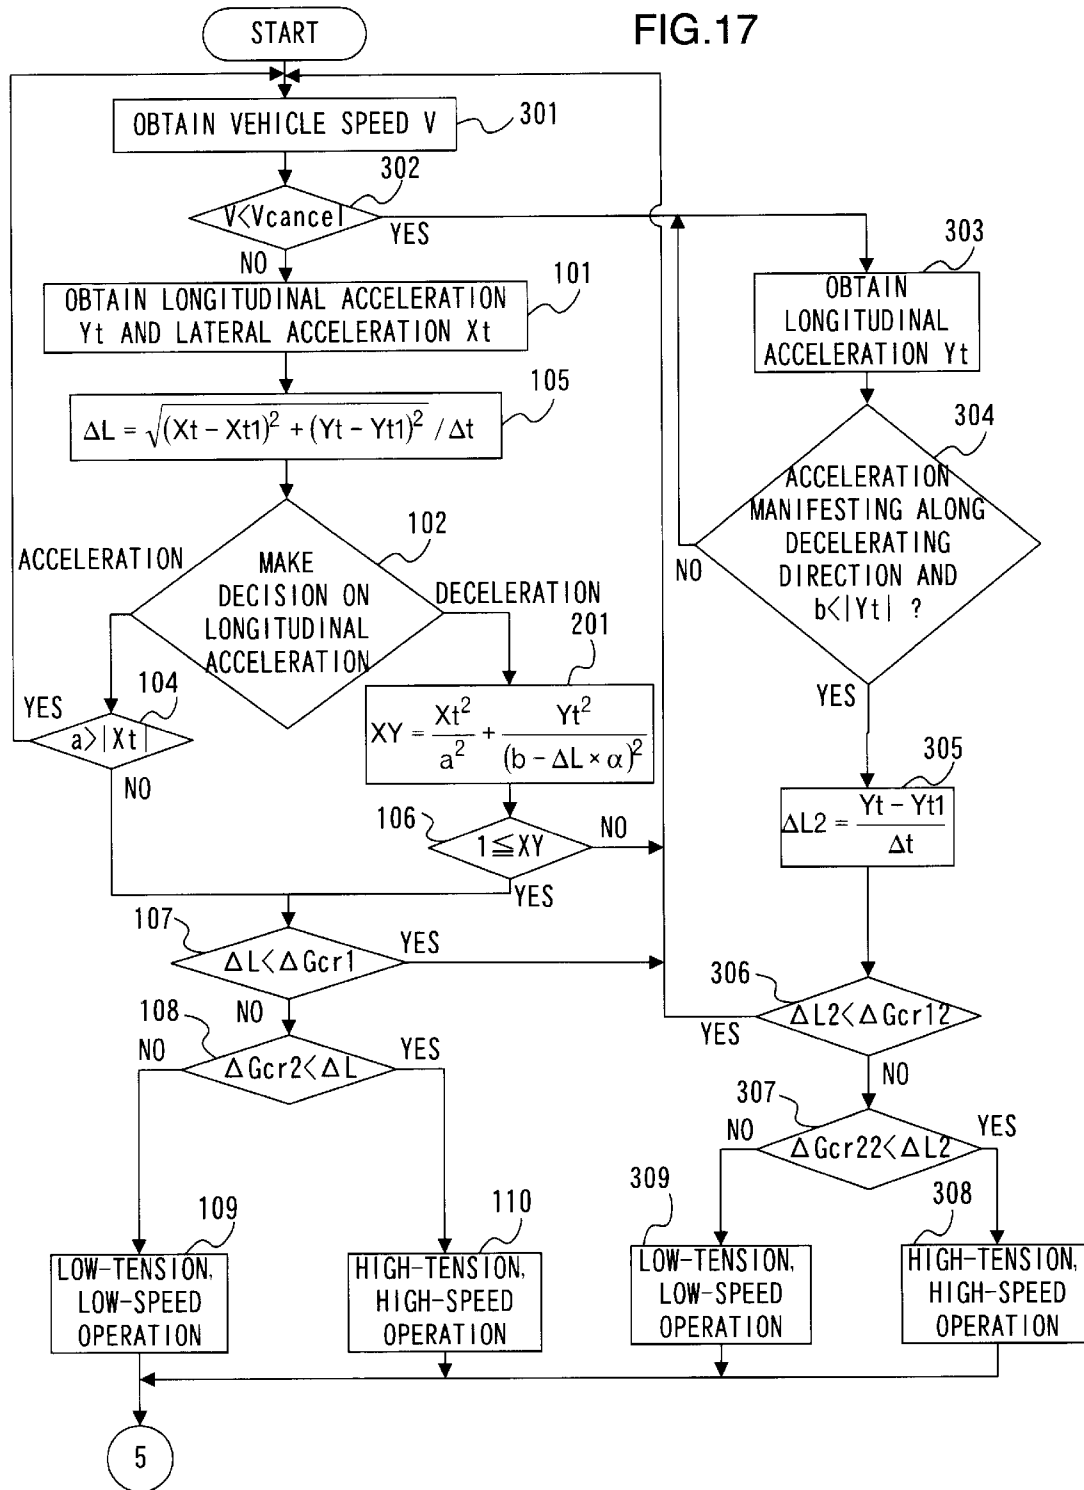 FIG.17
START
OBTAIN VEHICLE SPEED V
301
302
V<Vcancel
YES
NO
303
OBTAIN
LONGITUDINAL
ACCELERATION Yt
101
OBTAIN LONGITUDINAL ACCELERATION
Yt AND LATERAL ACCELERATION Xt
105
ΔL = √(Xt – Xt1)² + (Yt – Yt1)² / Δt
304
ACCELERATION
MANIFESTING ALONG
DECELERATING
DIRECTION AND
b<|Yt| ?
NO
YES
102
ACCELERATION
MAKE
DECISION ON
LONGITUDINAL
ACCELERATION
DECELERATION
201
XY = Xt²/a² + Yt²/(b – ΔL × α)²
104
YES
a>|Xt|
NO
305
ΔL2 = Yt – Yt1/Δt
106
1≦XY
NO
YES
107
ΔL<ΔGcr1
YES
NO
306
ΔL2<ΔGcr12
YES
NO
108
NO
ΔGcr2<ΔL
YES
307
NO
ΔGcr22<ΔL2
YES
109
LOW-TENSION,
LOW-SPEED
OPERATION
110
HIGH-TENSION,
HIGH-SPEED
OPERATION
309
LOW-TENSION,
LOW-SPEED
OPERATION
308
HIGH-TENSION,
HIGH-SPEED
OPERATION
5